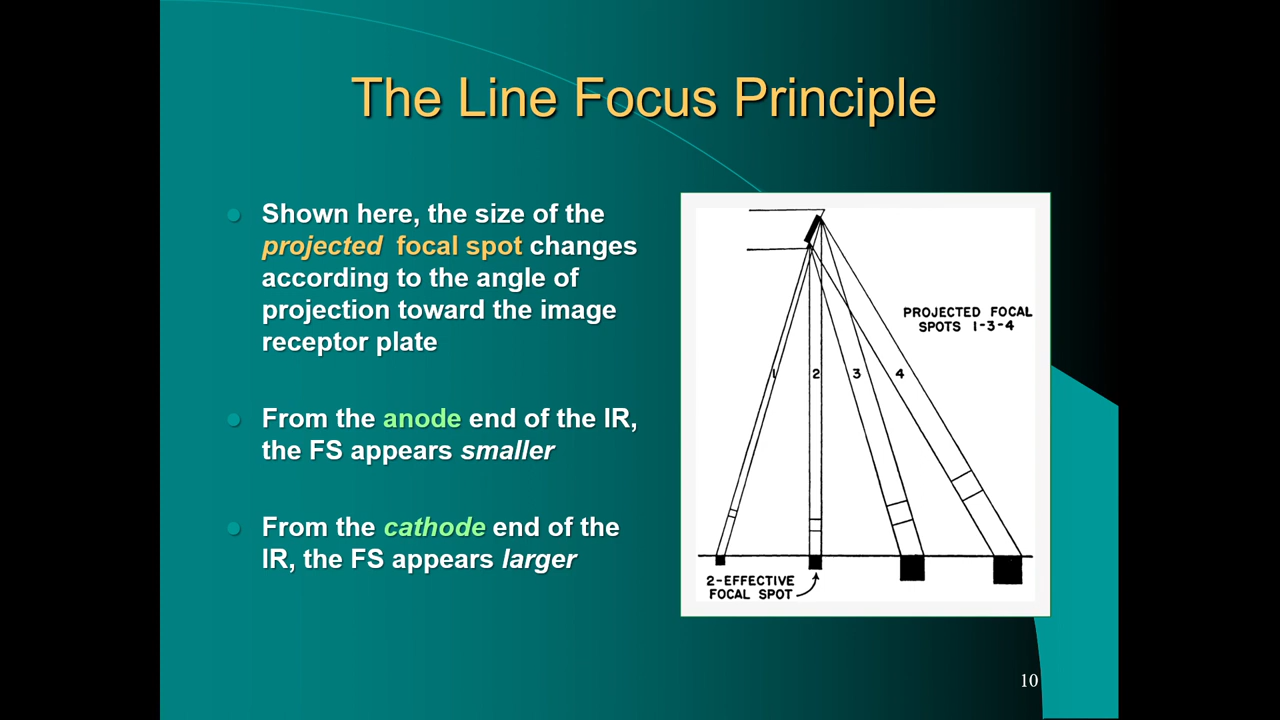 The Line Focus Principle
Shown here, the size of the
projected focal spot changes
according to the angle of
projection toward the image
receptor plate
From the anode end of the IR,
the FS appears smaller
From the cathode end of the
IR, the FS appears larger
PROJECTED FOCAL
SPOTS 1-3-4
1
2
3
4
2-EFFECTIVE
FOCAL SPOT
10